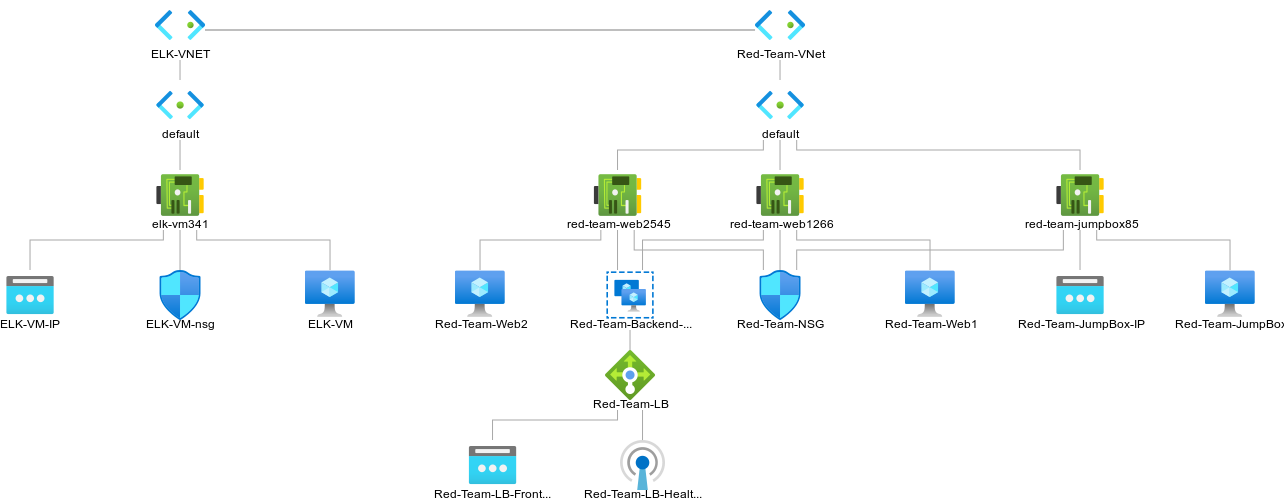 ELK-VNET
Red-Team-VNet
default
default
elk-vm341
red-team-web2545
red-team-web1266
red-team-jumpbox85
ELK-VM-IP
ELK-VM-nsg
ELK-VM
Red-Team-Web2
Red-Team-Backend-...
Red-Team-NSG
Red-Team-Web1
Red-Team-JumpBox-IP
Red-Team-JumpBox
Red-Team-LB
Red-Team-LB-Front...
Red-Team-LB-Healt...